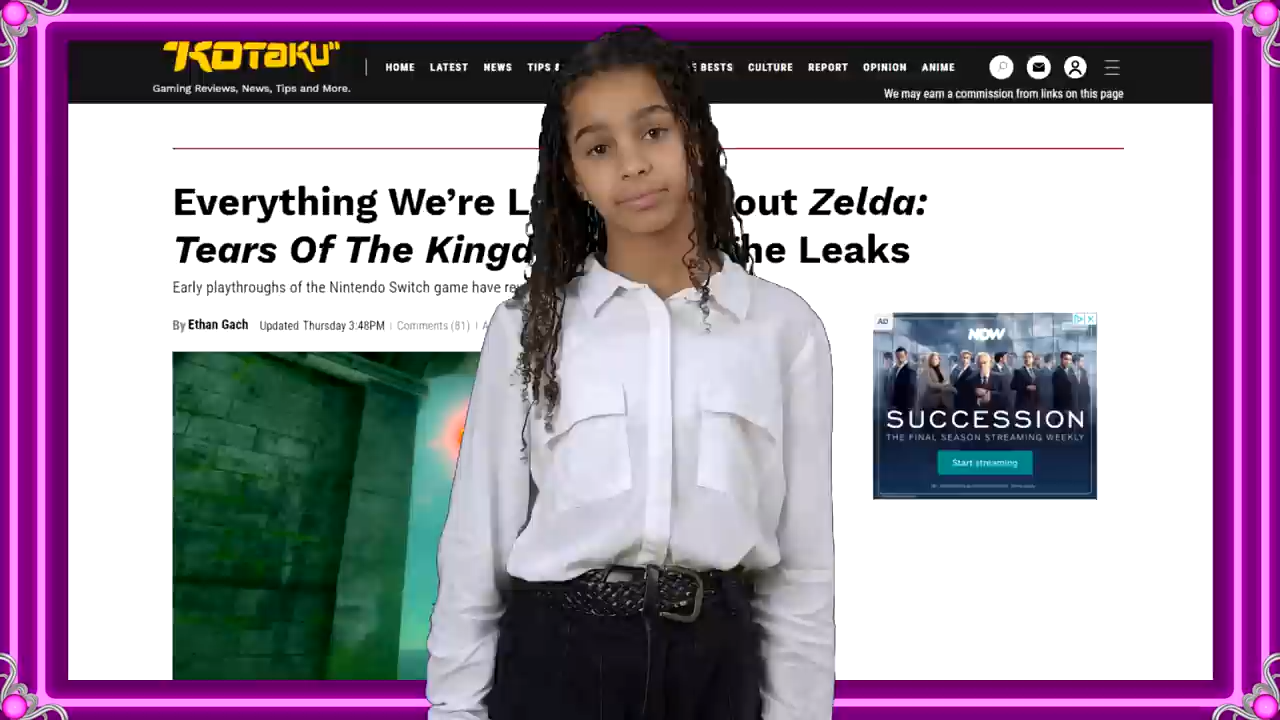 KOTAKU
HOME LATEST NEWS TIPS & BESTS CULTURE REPORT OPINION ANIME
Gaming Reviews, News, Tips and More.
We may earn a commission from links on this page
Everything We're L out Zelda:
Tears Of The Kingd he Leaks
Early playthroughs of the Nintendo Switch game have re
By Ethan Gach Updated Thursday 3:48PM | Comments (81) | A
AD
NOW
SUCCESSION
THE FINAL SEASON STREAMING WEEKLY
Start streaming